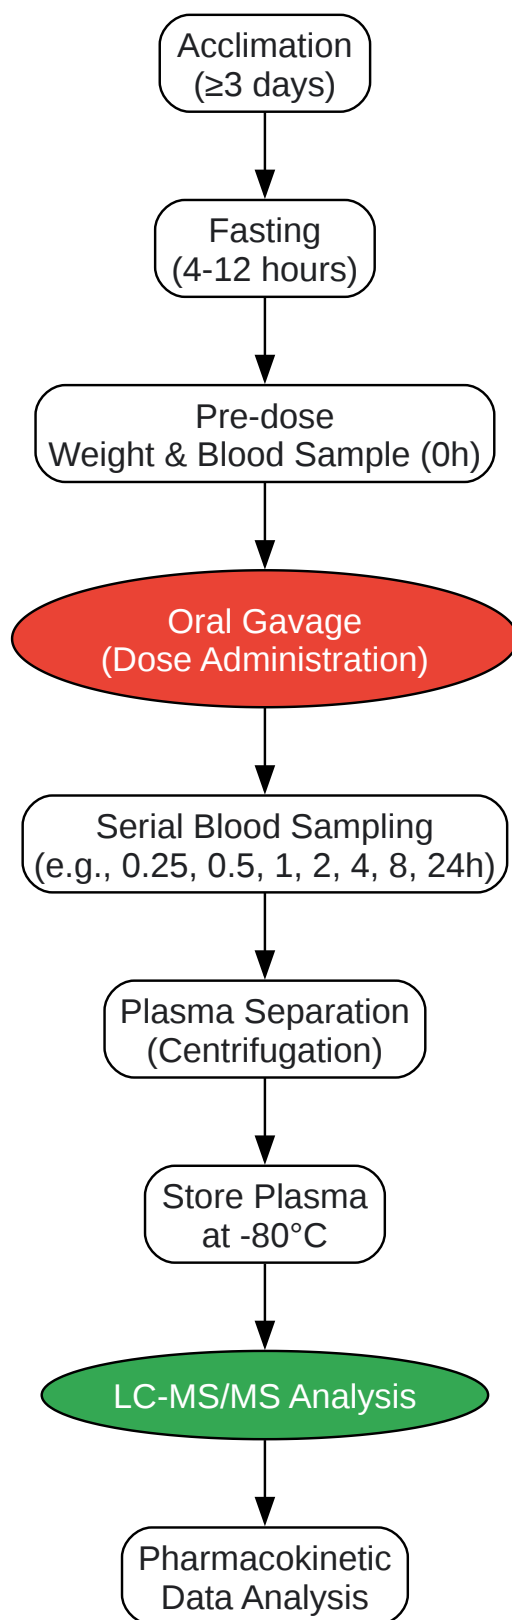 Acclimation
(≥3 days)
Fasting
(4-12 hours)
Pre-dose
Weight & Blood Sample (0h)
Oral Gavage
(Dose Administration)
Serial Blood Sampling
(e.g., 0.25, 0.5, 1, 2, 4, 8, 24h)
Plasma Separation
(Centrifugation)
Store Plasma
at -80°C
LC-MS/MS Analysis
Pharmacokinetic
Data Analysis